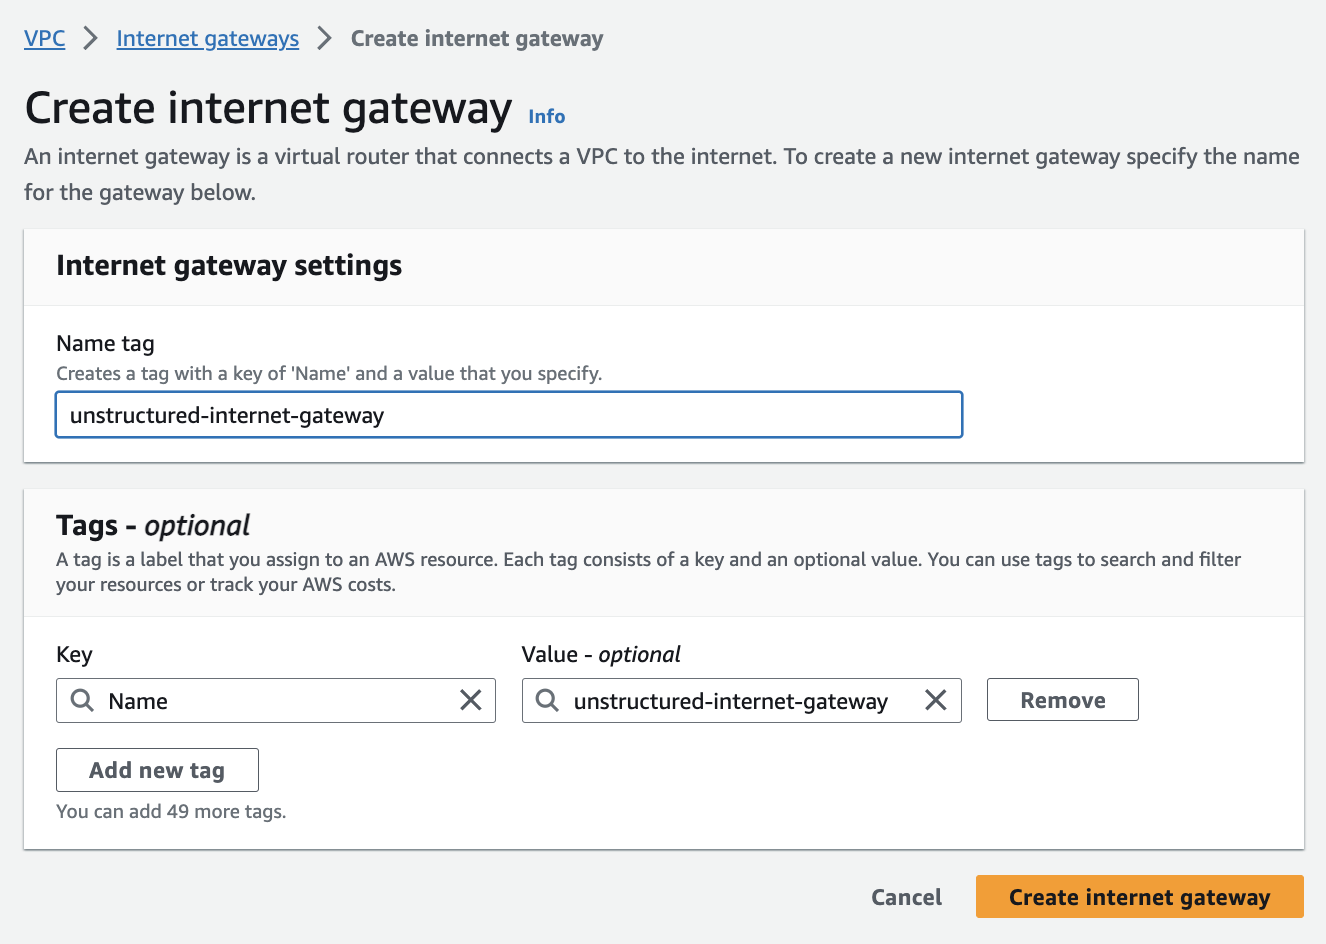 VPC > Internet gateways > Create internet gateway
Create internet gateway Info
An internet gateway is a virtual router that connects a VPC to the internet. To create a new internet gateway specify the name
for the gateway below.
Internet gateway settings
Name tag
Creates a tag with a key of 'Name' and a value that you specify.
unstructured-internet-gateway
Tags - optional
A tag is a label that you assign to an AWS resource. Each tag consists of a key and an optional value. You can use tags to search and filter
your resources or track your AWS costs.
Key Value - optional
Name unstructured-internet-gateway Remove
Add new tag
You can add 49 more tags.
Cancel Create internet gateway